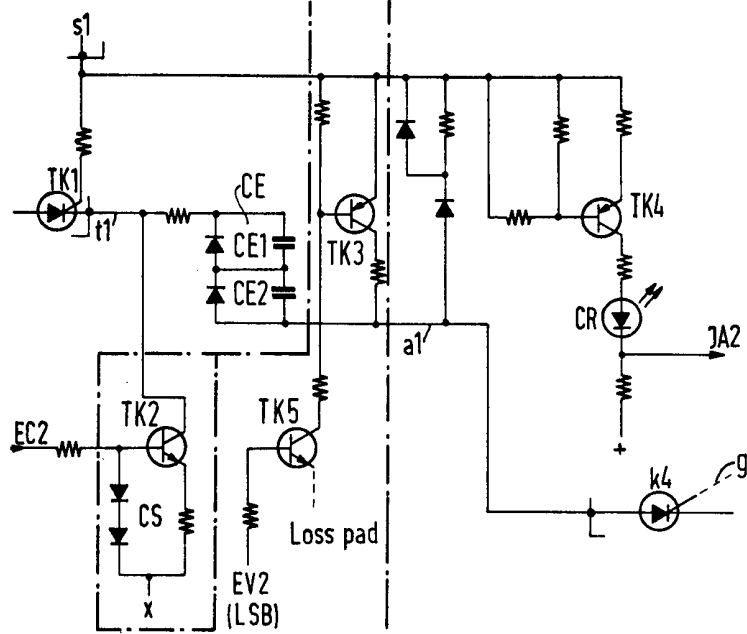 s1
TK1
t1
CE
CE1
CE2
TK3
TK4
CR
JA2
a1
+
TK2
EC2
CS
x
TK5
Loss pad
EV2
(LSB)
k4
g